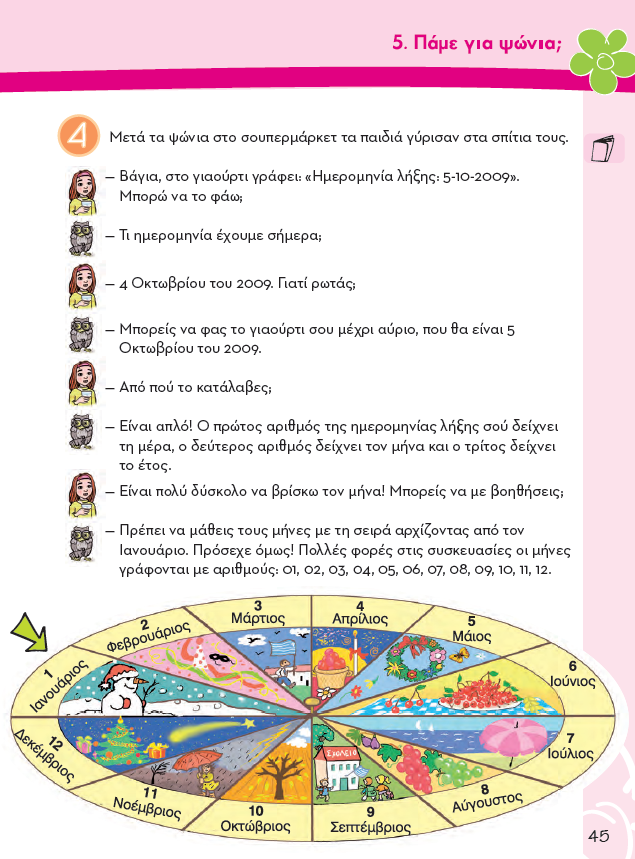 5. Πάμε για ψώνια;
4
Μετά τα ψώνια στο σουπερμάρκετ τα παιδιά γύρισαν στα σπίτια τους.
– Βάγια, στο γιαούρτι γράφει: «Ημερομηνία λήξης: 5-10-2009».
Μπορώ να το φάω;
– Τι ημερομηνία έχουμε σήμερα;
– 4 Οκτωβρίου του 2009. Γιατί ρωτάς;
– Μπορείς να φας το γιαούρτι σου μέχρι αύριο, που θα είναι 5
Οκτωβρίου του 2009.
– Από πού το κατάλαβες;
– Είναι απλό! Ο πρώτος αριθμός της ημερομηνίας λήξης σού δείχνει
τη μέρα, ο δεύτερος αριθμός δείχνει τον μήνα και ο τρίτος δείχνει
το έτος.
– Είναι πολύ δύσκολο να βρίσκω τον μήνα! Μπορείς να με βοηθήσεις;
– Πρέπει να μάθεις τους μήνες με τη σειρά αρχίζοντας από τον
Ιανουάριο. Πρόσεχε όμως! Πολλές φορές στις συσκευασίες οι μήνες
γράφονται με αριθμούς: 01, 02, 03, 04, 05, 06, 07, 08, 09, 10, 11, 12.
1
Ιανουάριος
2
Φεβρουάριος
3
Μάρτιος
4
Απρίλιος
5
Μάιος
6
Ιούνιος
7
Ιούλιος
8
Αύγουστος
9
Σεπτέμβριος
10
Οκτώβριος
11
Νοέμβριος
12
Δεκέμβριος
ΣΧΟΛΕΙΟ
45